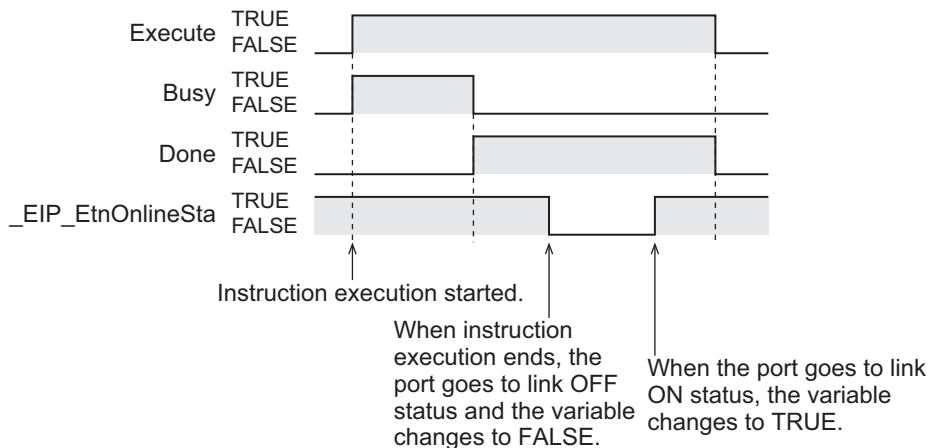 Execute TRUE
FALSE
Busy TRUE
FALSE
Done TRUE
FALSE
_EIP_EtnOnlineSta TRUE
FALSE
Instruction execution started.
When instruction
execution ends, the
port goes to link OFF
status and the variable
changes to FALSE.
When the port goes to link
ON status, the variable
changes to TRUE.